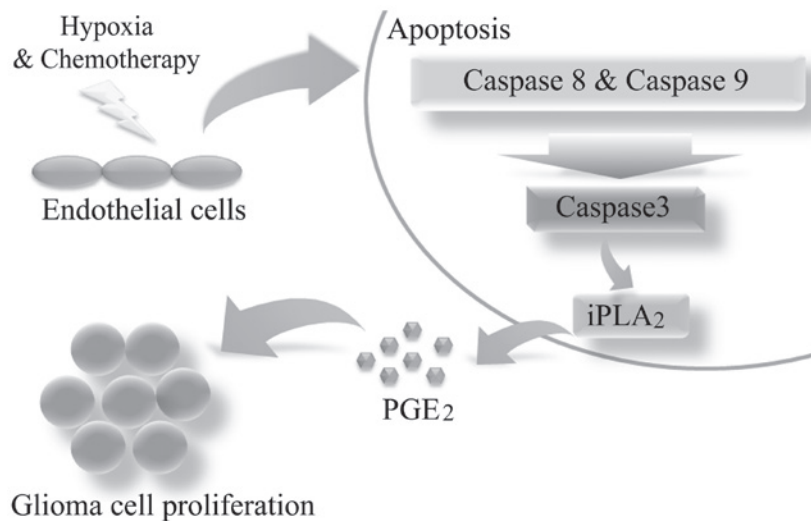 Hypoxia
& Chemotherapy
Apoptosis
Caspase 8 & Caspase 9
Endothelial cells
Caspase3
iPLA2
PGE2
Glioma cell proliferation